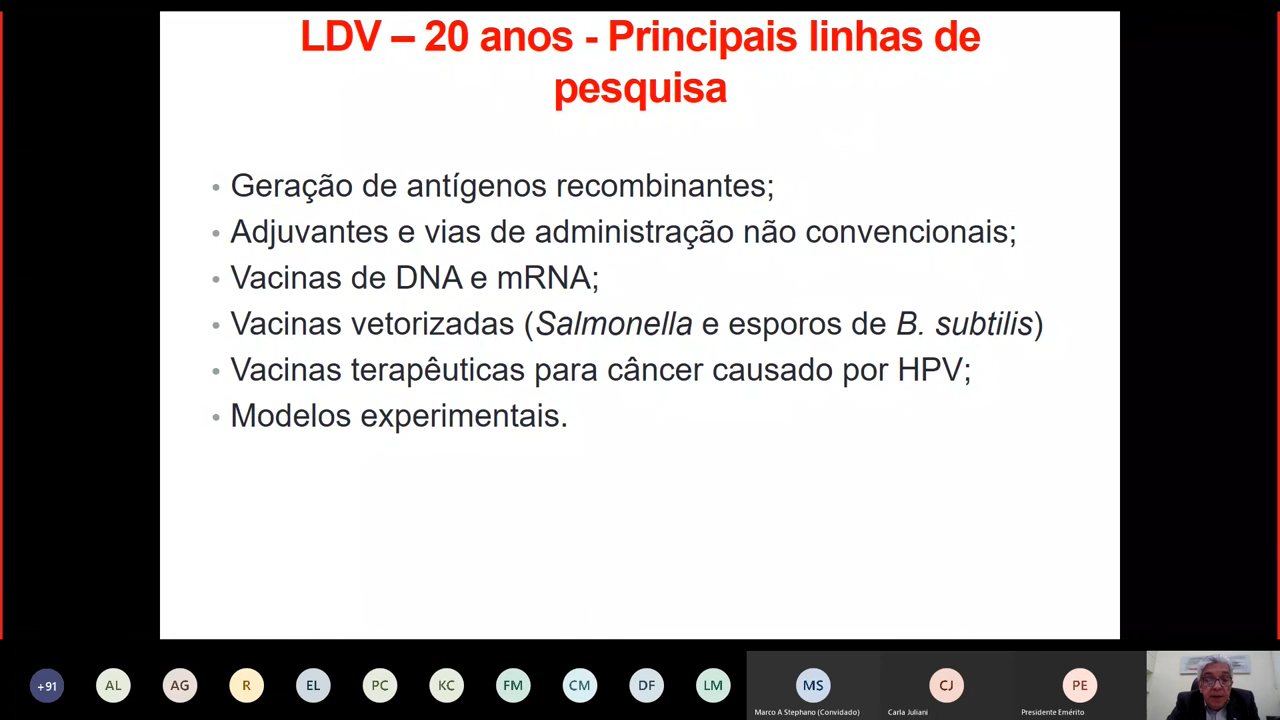 LDV – 20 anos - Principais linhas de
pesquisa
• Geração de antígenos recombinantes;
• Adjuvantes e vias de administração não convencionais;
• Vacinas de DNA e mRNA;
• Vacinas vetorizadas (Salmonella e esporos de B. subtilis)
• Vacinas terapêuticas para câncer causado por HPV;
• Modelos experimentais.
+91 AL AG R EL PC KC FM CM DF LM MS CJ PE
Marco A Stephano (Convidado) Carla Juliani Presidente Emérito